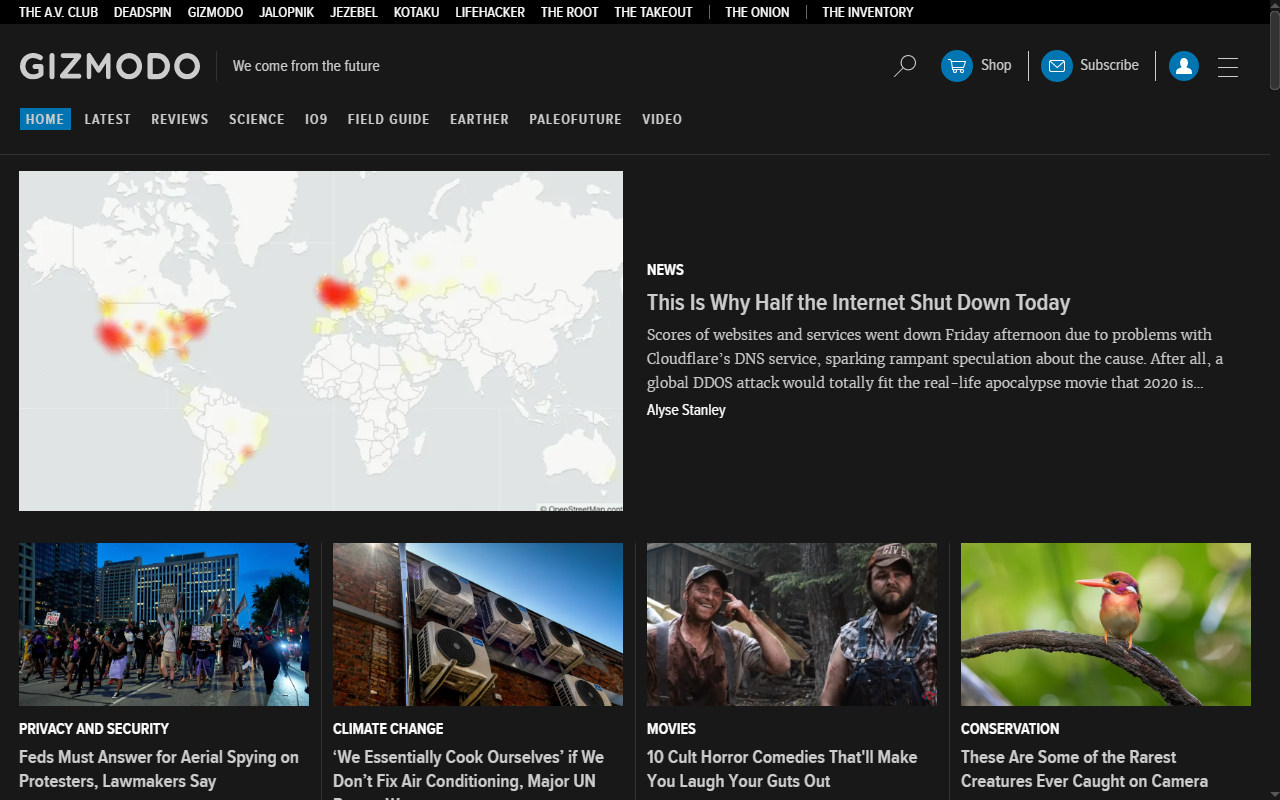 THE A.V. CLUB DEADSPIN GIZMODO JALOPNIK JEZEBEL KOTAKU LIFEHACKER THE ROOT THE TAKEOUT THE ONION THE INVENTORY
GIZMODO We come from the future Shop Subscribe
HOME LATEST REVIEWS SCIENCE IO9 FIELD GUIDE EARTHER PALEOFUTURE VIDEO
NEWS
This Is Why Half the Internet Shut Down Today
Scores of websites and services went down Friday afternoon due to problems with
Cloudflare’s DNS service, sparking rampant speculation about the cause. After all, a
global DDOS attack would totally fit the real-life apocalypse movie that 2020 is...
Alyse Stanley
© OpenStreetMap cont
PRIVACY AND SECURITY
Feds Must Answer for Aerial Spying on
Protesters, Lawmakers Say
CLIMATE CHANGE
‘We Essentially Cook Ourselves’ if We
Don’t Fix Air Conditioning, Major UN
MOVIES
10 Cult Horror Comedies That'll Make
You Laugh Your Guts Out
CONSERVATION
These Are Some of the Rarest
Creatures Ever Caught on Camera